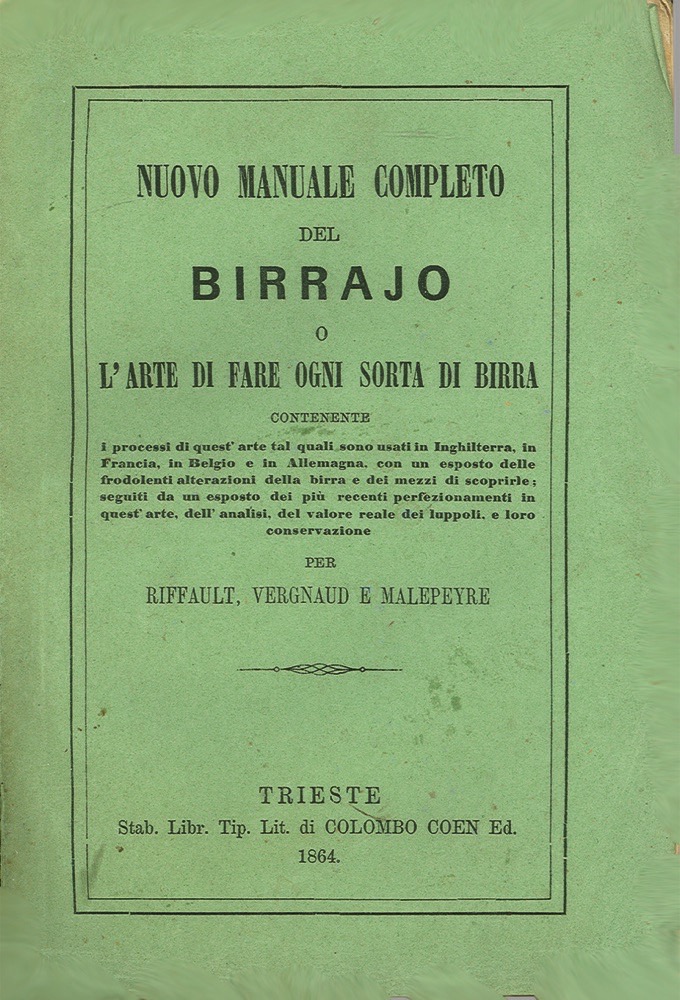 NUOVO MANUALE COMPLETO
DEL
BIRRAJO
O
L' ARTE DI FARE OGNI SORTA DI BIRRA
CONTENENTE
i processi di quest' arte tal quali sono usati in Inghilterra, in
Francia, in Belgio e in Allemagna, con un esposto delle
frodolenti alterazioni della birra e dei mezzi di scoprirle;
seguiti da un esposto dei più recenti perfezionamenti in
quest' arte, dell' analisi, del valore reale dei luppoli, e loro
conservazione
PER
RIFFAULT, VERGNAUD E MALEPEYRE
TRIESTE
Stab. Libr. Tip. Lit. di COLOMBO COEN Ed.
1864.